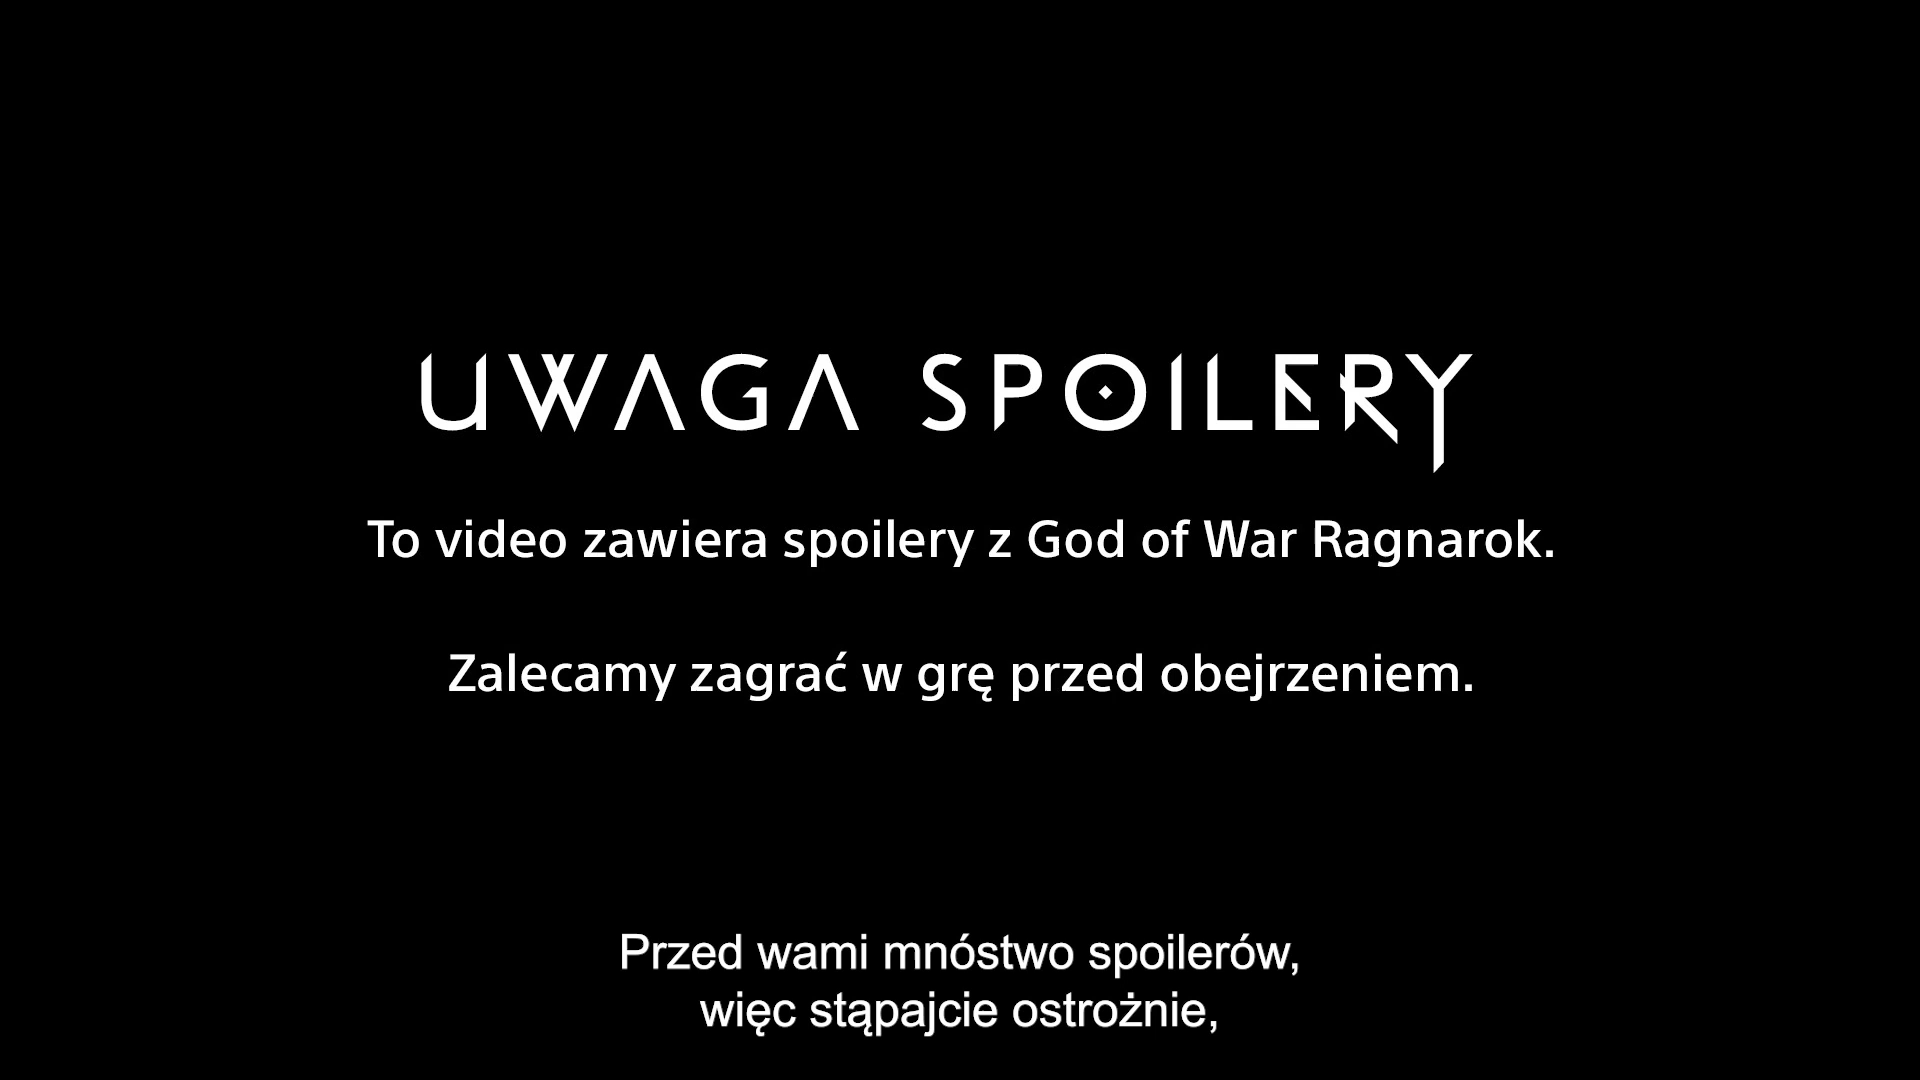 UWAGA SPOILERY
To video zawiera spoilery z God of War Ragnarok.
Zalecamy zagrać w grę przed obejrzeniem.
Przed wami mnóstwo spoilerów,
więc stąpajcie ostrożnie,